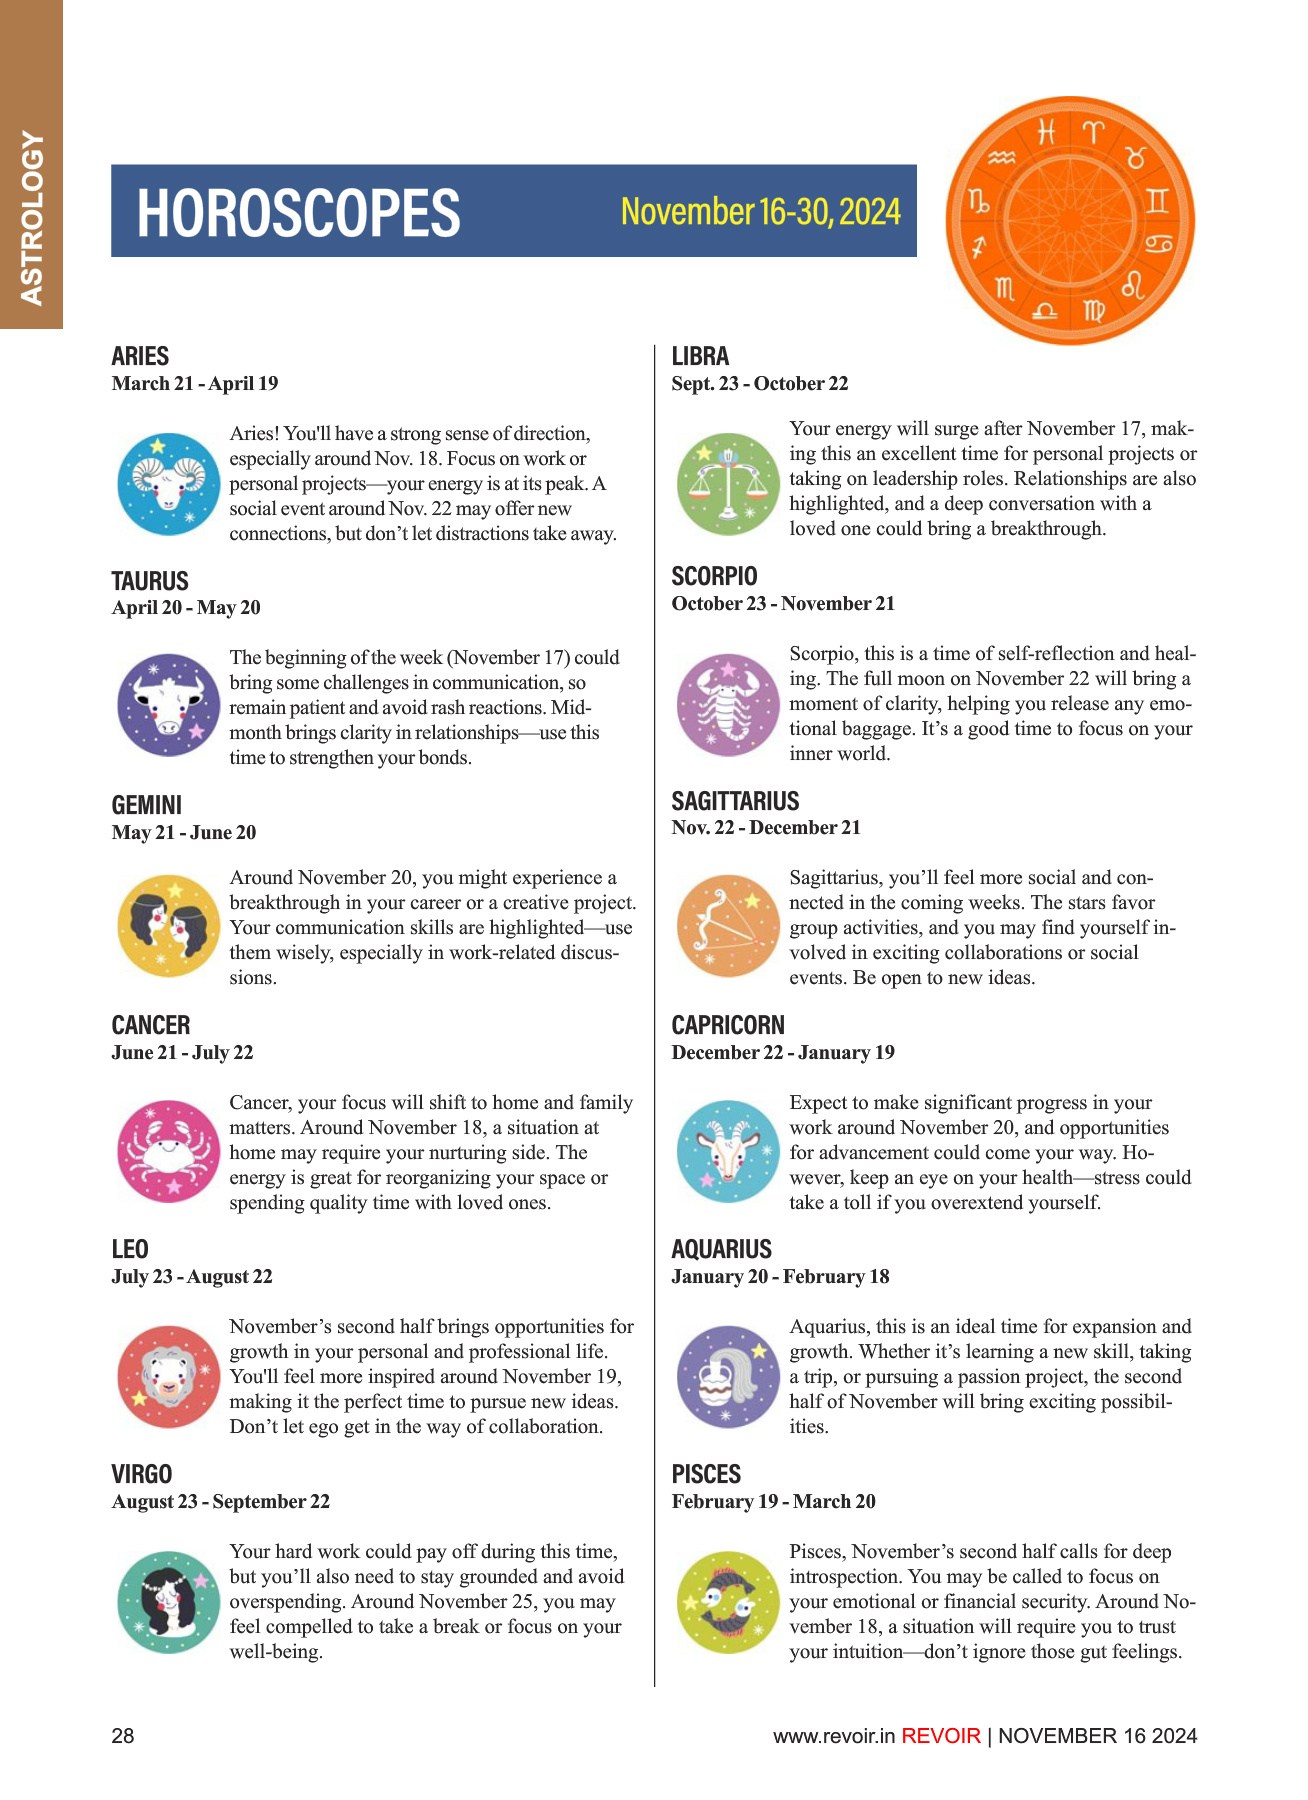 ASTROLOGY
HOROSCOPES
November 16-30, 2024
ARIES
March 21 - April 19
Aries! You'll have a strong sense of direction,
especially around Nov. 18. Focus on work or
personal projects—your energy is at its peak. A
social event around Nov. 22 may offer new
connections, but don’t let distractions take away.
TAURUS
April 20 - May 20
The beginning of the week (November 17) could
bring some challenges in communication, so
remain patient and avoid rash reactions. Mid-
month brings clarity in relationships—use this
time to strengthen your bonds.
GEMINI
May 21 - June 20
Around November 20, you might experience a
breakthrough in your career or a creative project.
Your communication skills are highlighted—use
them wisely, especially in work-related discus-
sions.
CANCER
June 21 - July 22
Cancer, your focus will shift to home and family
matters. Around November 18, a situation at
home may require your nurturing side. The
energy is great for reorganizing your space or
spending quality time with loved ones.
LEO
July 23 - August 22
November’s second half brings opportunities for
growth in your personal and professional life.
You'll feel more inspired around November 19,
making it the perfect time to pursue new ideas.
Don’t let ego get in the way of collaboration.
VIRGO
August 23 - September 22
Your hard work could pay off during this time,
but you’ll also need to stay grounded and avoid
overspending. Around November 25, you may
feel compelled to take a break or focus on your
well-being.
LIBRA
Sept. 23 - October 22
Your energy will surge after November 17, mak-
ing this an excellent time for personal projects or
taking on leadership roles. Relationships are also
highlighted, and a deep conversation with a
loved one could bring a breakthrough.
SCORPIO
October 23 - November 21
Scorpio, this is a time of self-reflection and heal-
ing. The full moon on November 22 will bring a
moment of clarity, helping you release any emo-
tional baggage. It’s a good time to focus on your
inner world.
SAGITTARIUS
Nov. 22 - December 21
Sagittarius, you’ll feel more social and con-
nected in the coming weeks. The stars favor
group activities, and you may find yourself in-
volved in exciting collaborations or social
events. Be open to new ideas.
CAPRICORN
December 22 - January 19
Expect to make significant progress in your
work around November 20, and opportunities
for advancement could come your way. Ho-
wever, keep an eye on your health—stress could
take a toll if you overextend yourself.
AQUARIUS
January 20 - February 18
Aquarius, this is an ideal time for expansion and
growth. Whether it’s learning a new skill, taking
a trip, or pursuing a passion project, the second
half of November will bring exciting possibil-
ities.
PISCES
February 19 - March 20
Pisces, November’s second half calls for deep
introspection. You may be called to focus on
your emotional or financial security. Around No-
vember 18, a situation will require you to trust
your intuition—don’t ignore those gut feelings.
28
www.revoir.in REVOIR | NOVEMBER 16 2024